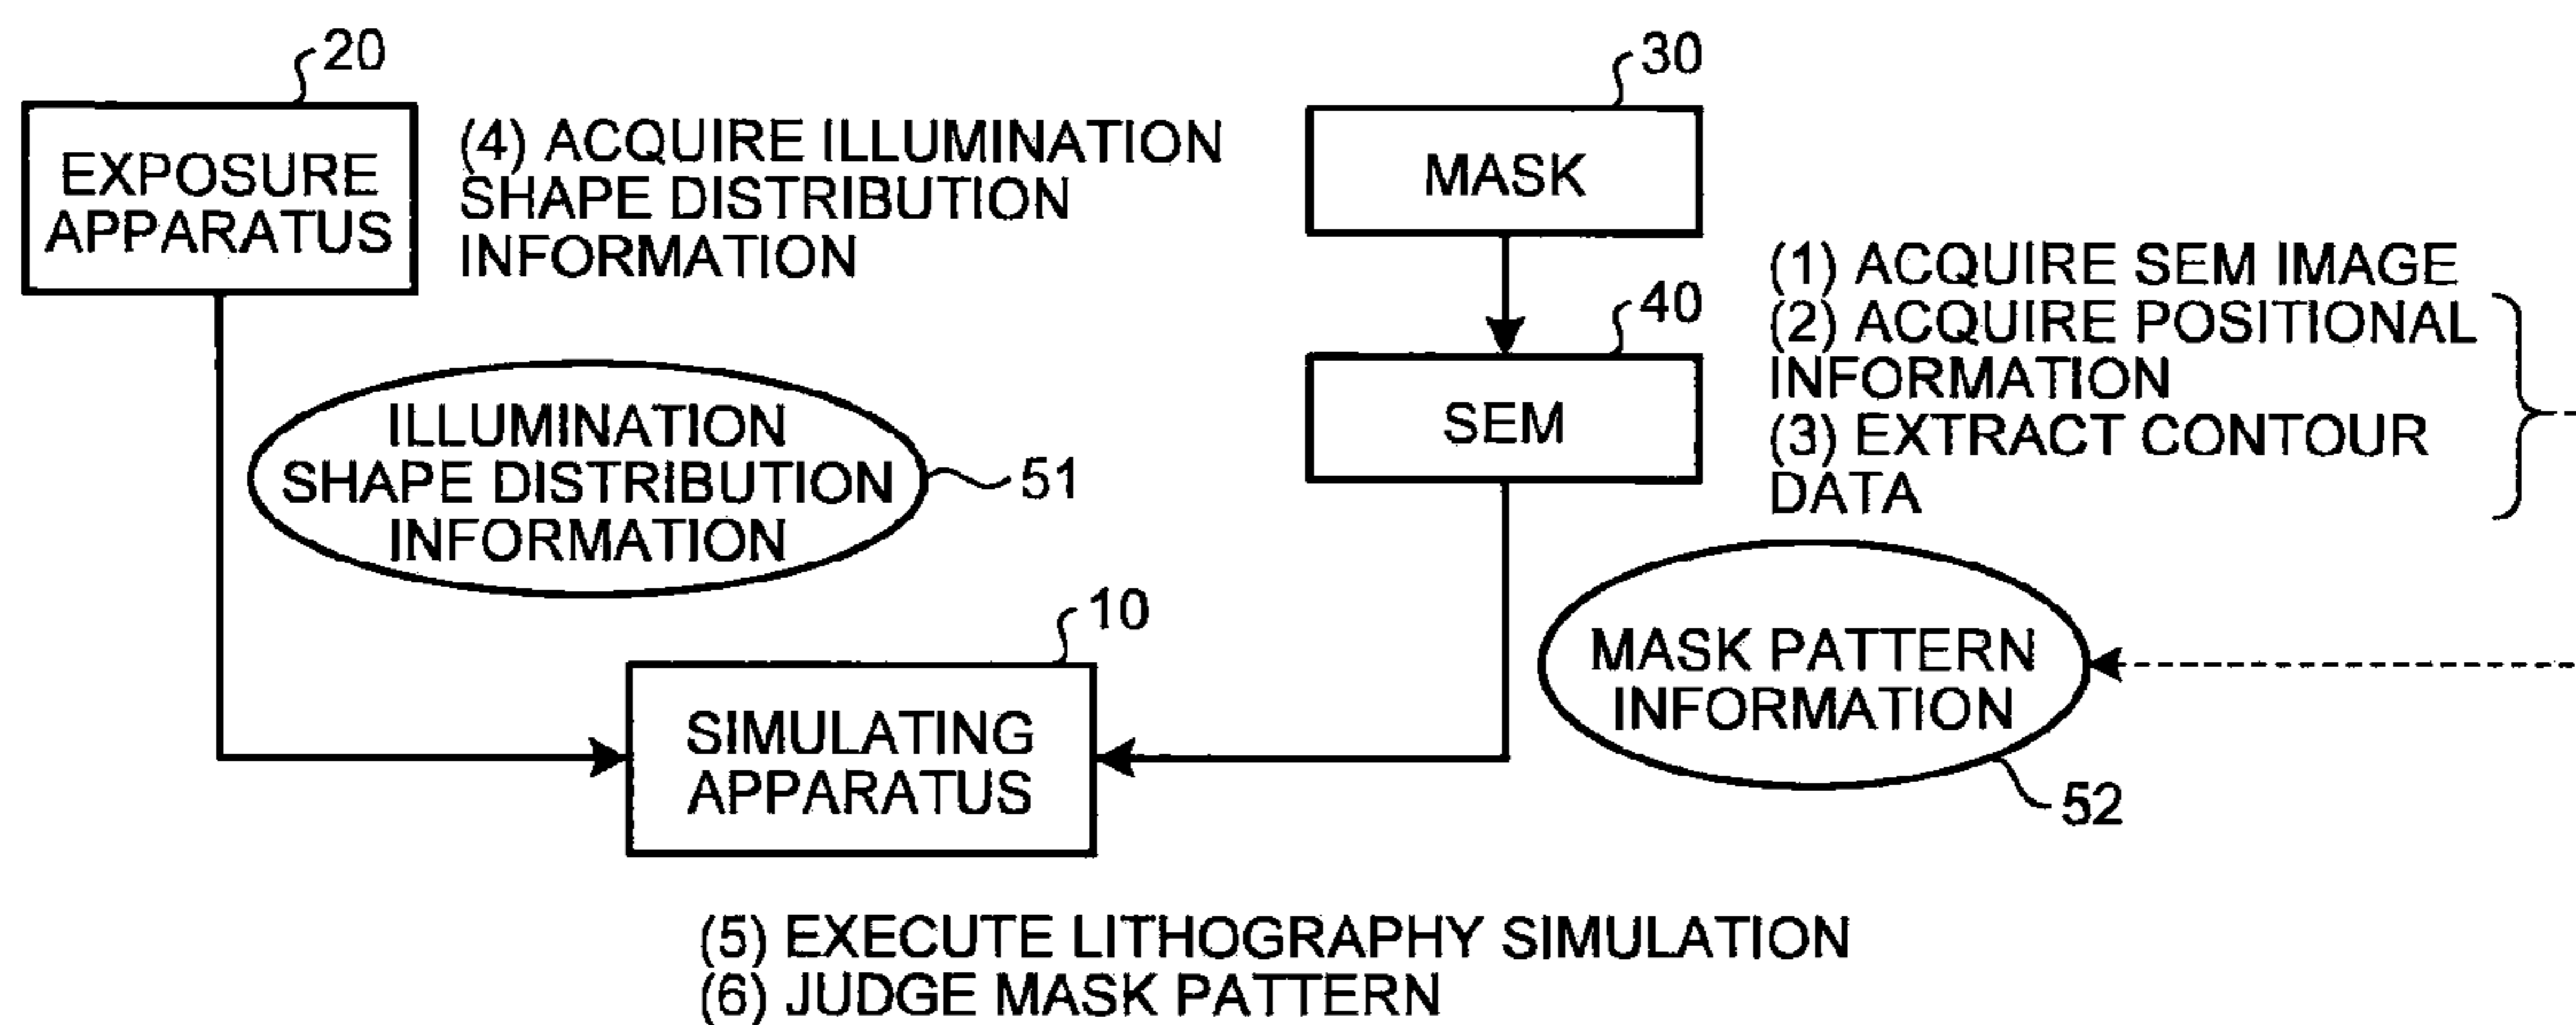 20
EXPOSURE
APPARATUS
(4) ACQUIRE ILLUMINATION
SHAPE DISTRIBUTION
INFORMATION
30
MASK
40
SEM
(1) ACQUIRE SEM IMAGE
(2) ACQUIRE POSITIONAL
INFORMATION
(3) EXTRACT CONTOUR
DATA
ILLUMINATION
SHAPE DISTRIBUTION
INFORMATION
51
10
SIMULATING
APPARATUS
MASK PATTERN
INFORMATION
52
(5) EXECUTE LITHOGRAPHY SIMULATION
(6) JUDGE MASK PATTERN